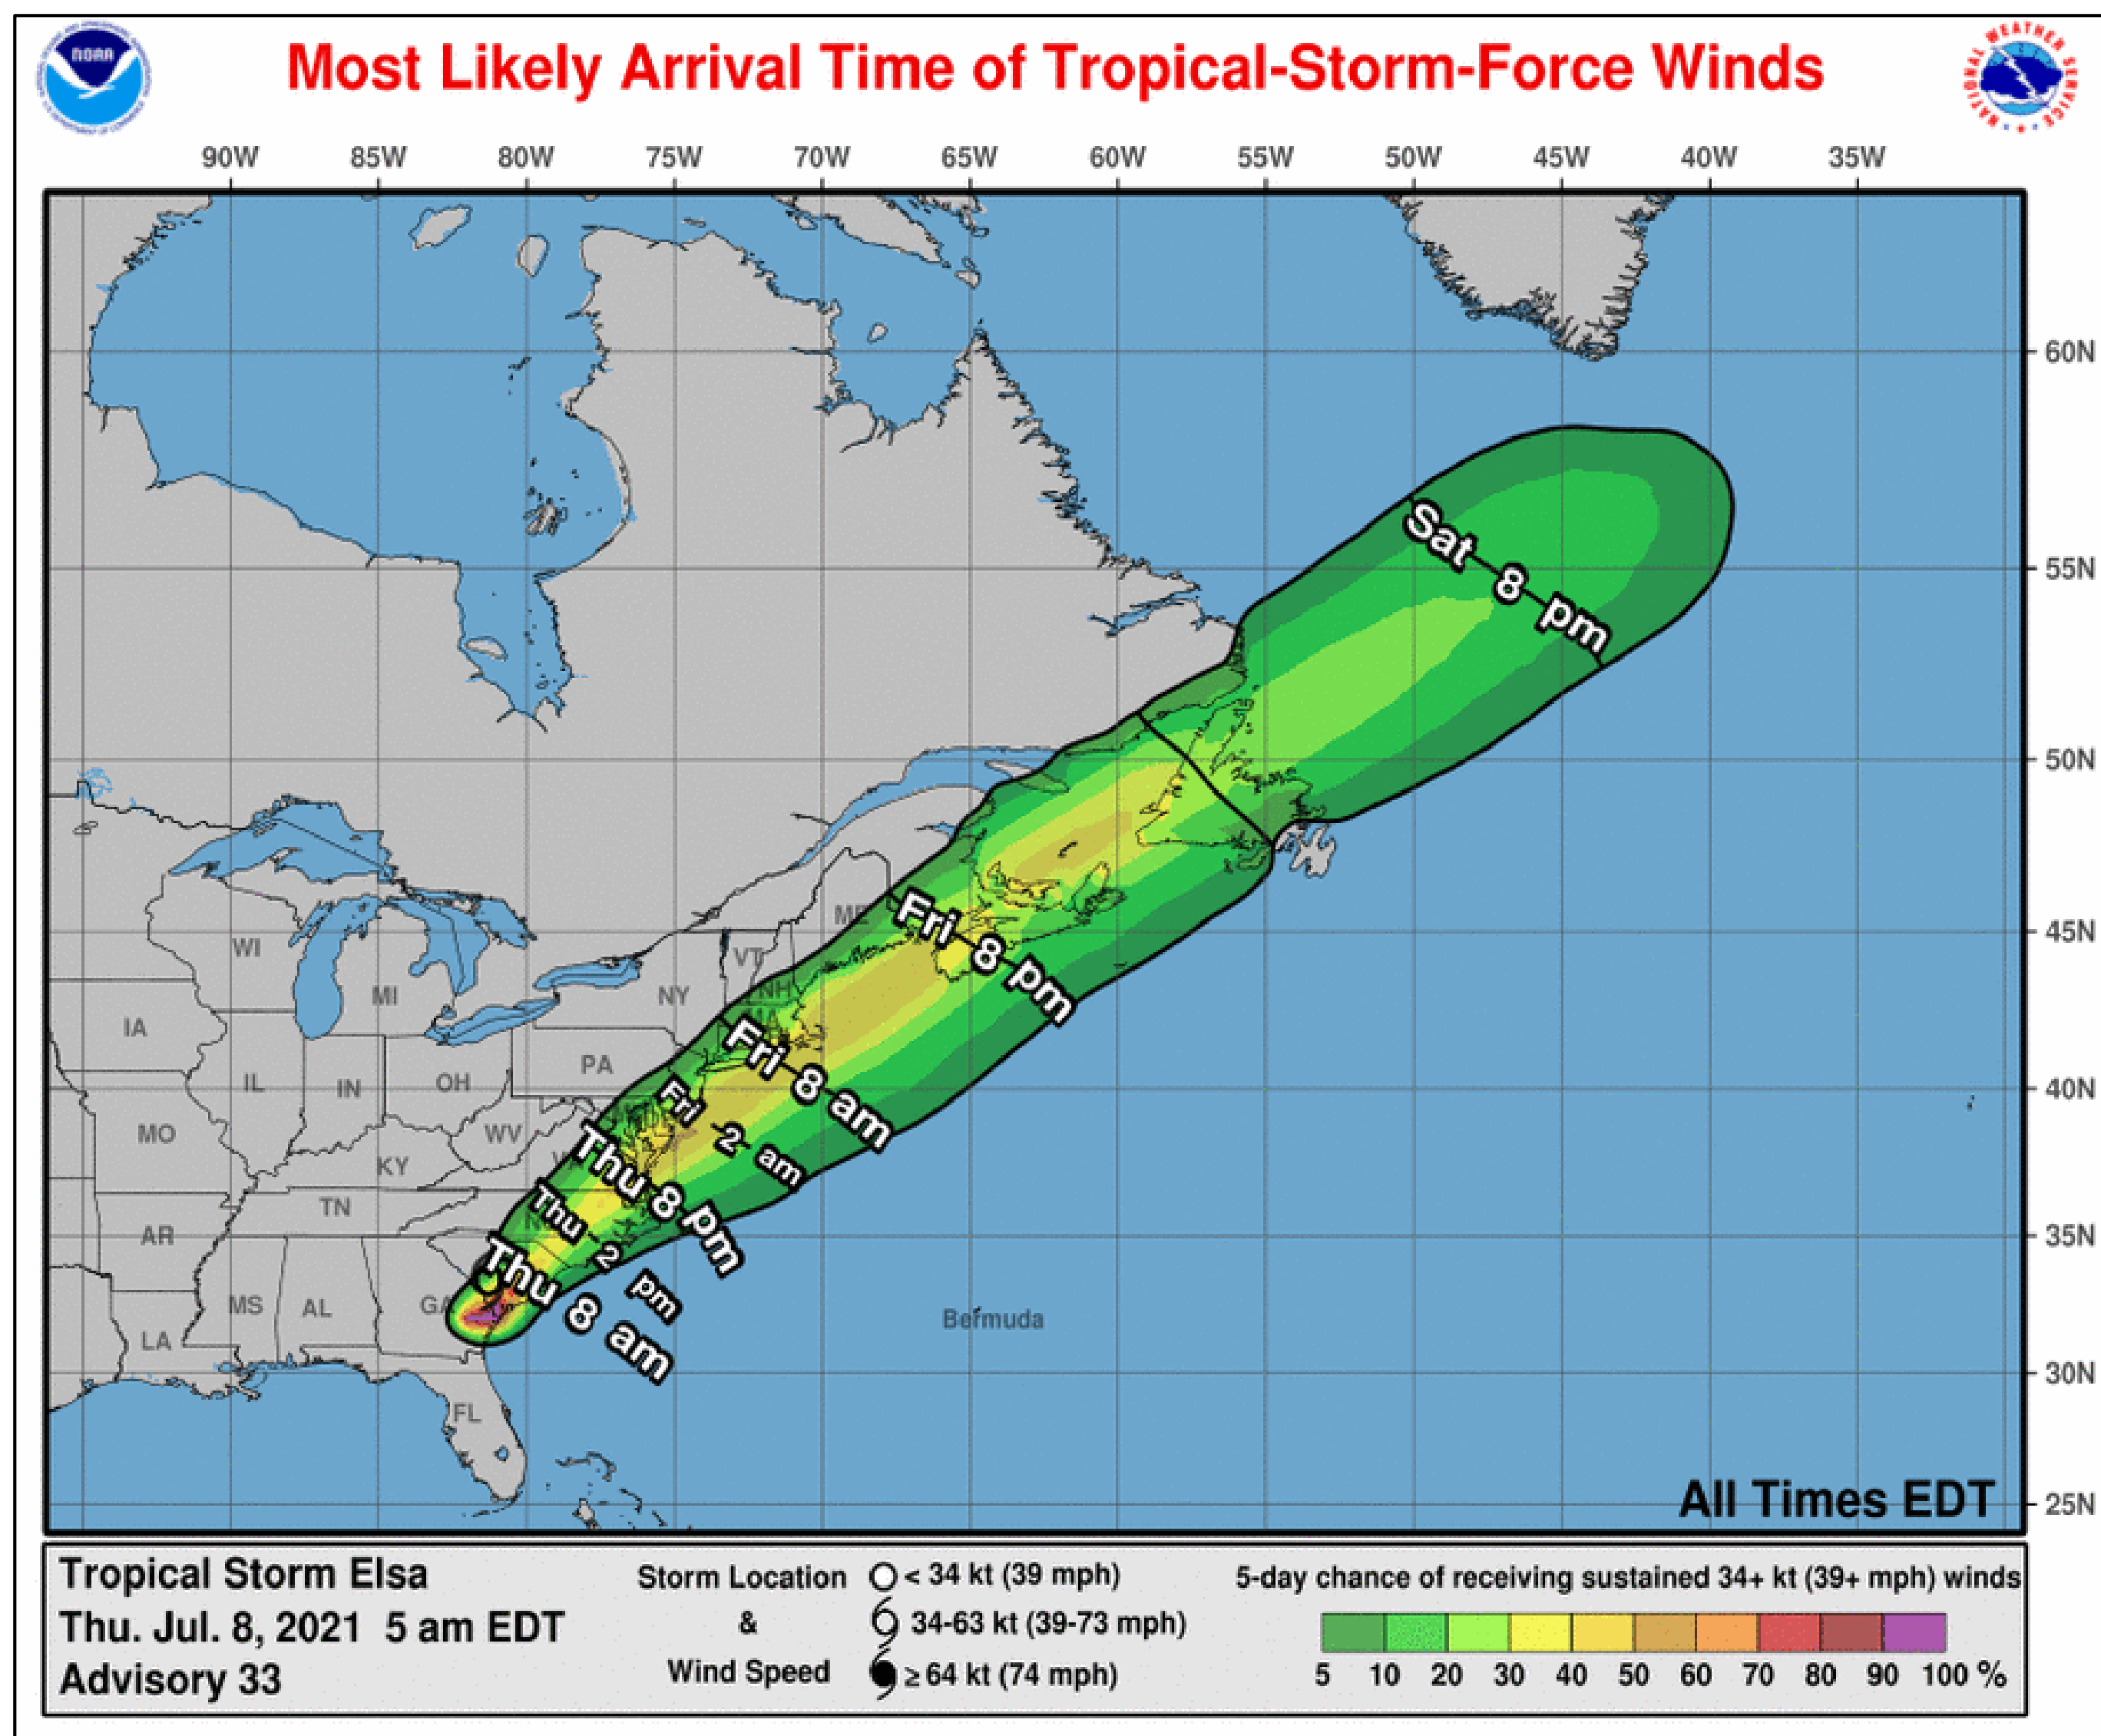 NOAA
Most Likely Arrival Time of Tropical-Storm-Force Winds
NATIONAL WEATHER SERVICE
90W 85W 80W 75W 70W 65W 60W 55W 50W 45W 40W 35W
60N
55N
50N
45N
40N
35N
30N
25N
Sat 8 pm
Fri 8 pm
Fri 8 am
Fri 2 am
Thu 8 pm
Thu 2 pm
Thu 8 am
ME
VT
NH
MA
NY
WI
MI
IA
PA
IL
IN
OH
MO
WV
KY
TN
AR
MS
AL
GA
LA
FL
Bermuda
All Times EDT
Tropical Storm Elsa
Thu. Jul. 8, 2021 5 am EDT
Advisory 33
Storm Location
&
Wind Speed
< 34 kt (39 mph)
34-63 kt (39-73 mph)
≥ 64 kt (74 mph)
5-day chance of receiving sustained 34+ kt (39+ mph) winds
5 10 20 30 40 50 60 70 80 90 100 %